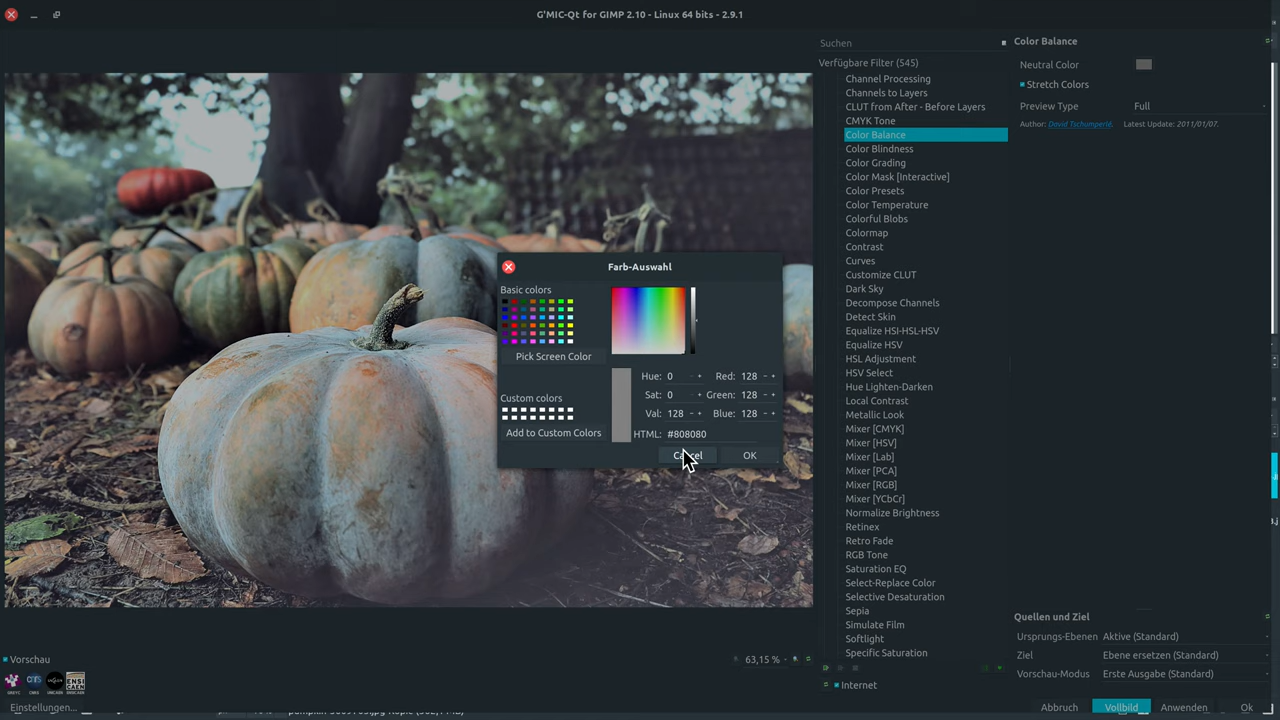 G'MIC-Qt for GIMP 2.10 - Linux 64 bits - 2.9.1
Suchen
Verfügbare Filter (545)
Channel Processing
Channels to Layers
CLUT from After - Before Layers
CMYK Tone
Color Balance
Color Blindness
Color Grading
Color Mask [Interactive]
Color Presets
Color Temperature
Colorful Blobs
Colormap
Contrast
Curves
Customize CLUT
Dark Sky
Decompose Channels
Detect Skin
Equalize HSI-HSL-HSV
Equalize HSV
HSL Adjustment
HSV Select
Hue Lighten-Darken
Local Contrast
Metallic Look
Mixer [CMYK]
Mixer [HSV]
Mixer [Lab]
Mixer [PCA]
Mixer [RGB]
Mixer [YCbCr]
Normalize Brightness
Retinex
Retro Fade
RGB Tone
Saturation EQ
Select-Replace Color
Selective Desaturation
Sepia
Simulate Film
Softlight
Specific Saturation
Internet
Color Balance
Neutral Color
Stretch Colors
Preview Type Full
Author: David Tschumperlé. Latest Update: 2011/01/07.
Farb-Auswahl
Basic colors
Pick Screen Color
Custom colors
Add to Custom Colors
Hue: 0 Red: 128
Sat: 0 Green: 128
Val: 128 Blue: 128
HTML: #808080
Cancel OK
Quellen und Ziel
Ursprungs-Ebenen Aktive (Standard)
Ziel Ebene ersetzen (Standard)
Vorschau-Modus Erste Ausgabe (Standard)
Vorschau
63,15 %
GREYC CNRS UNICAEN ENSICAEN
Einstellungen...
Abbruch Vollbild Anwenden Ok